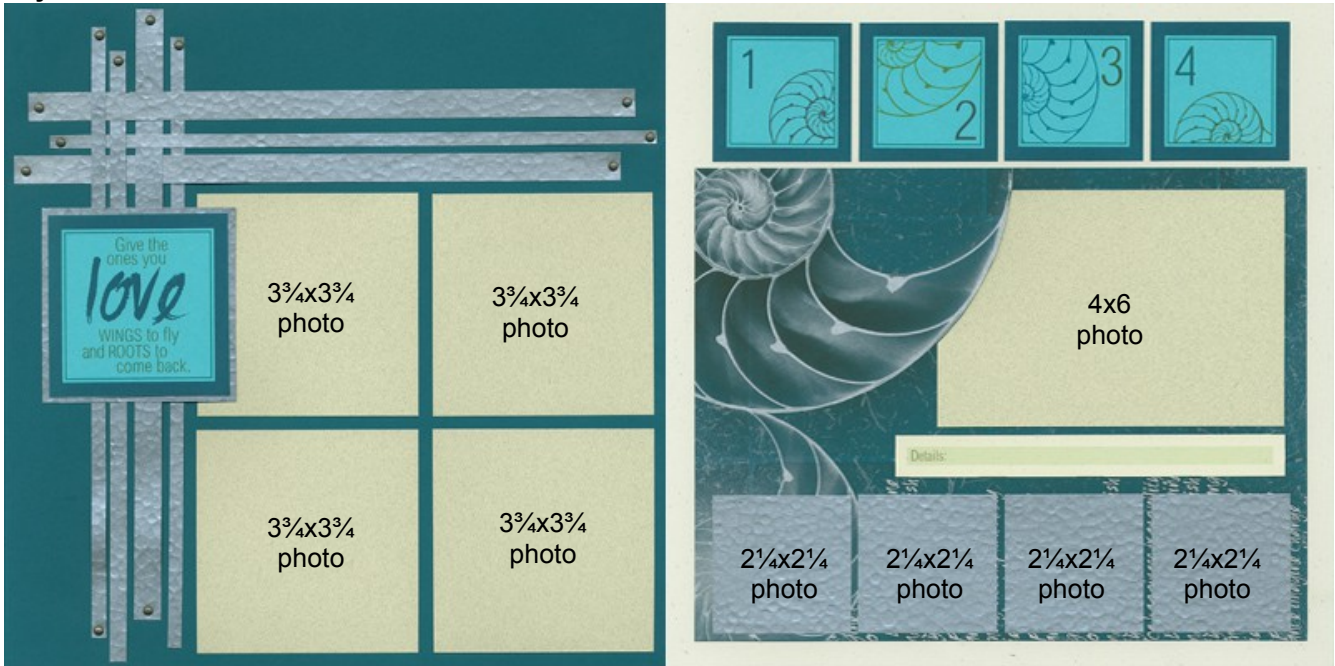 Give the
ones you
love
WINGS to fly
and ROOTS to
come back.
3¾x3¾
photo
3¾x3¾
photo
3¾x3¾
photo
3¾x3¾
photo
1
2
3
4
4x6
photo
Details:
2¼x2¼
photo
2¼x2¼
photo
2¼x2¼
photo
2¼x2¼
photo